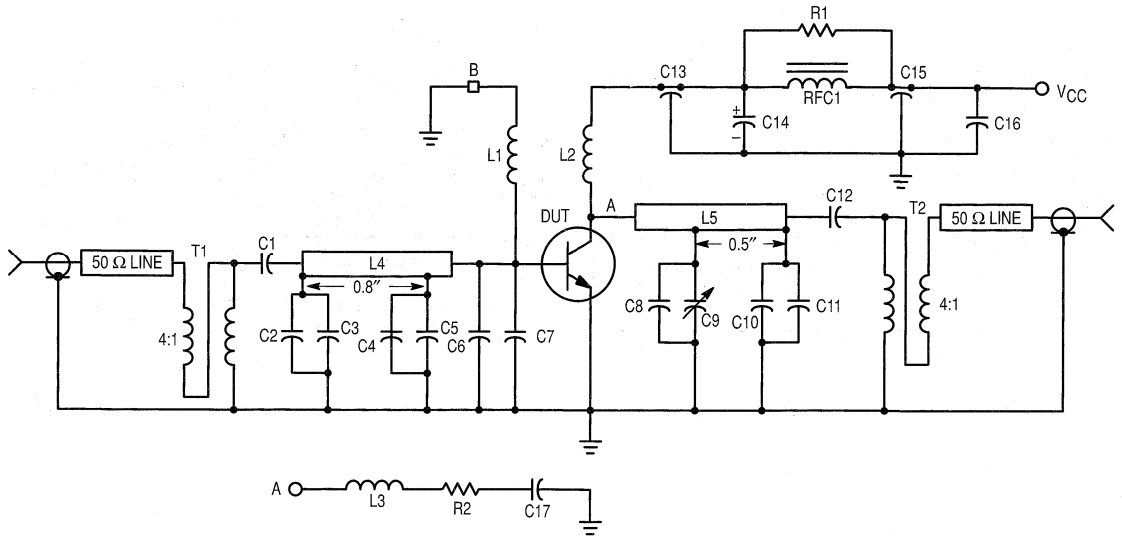 R1
B
C13
C15
RFC1
VCC
+
C14
–
C16
L1
L2
C12
A
T2
DUT
L5
50 Ω LINE
0.5″
T1
C1
50 Ω LINE
L4
0.8″
C8
C9
C10
C11
4:1
4:1
C2
C3
C4
C5
C6
C7
A
L3
R2
C17